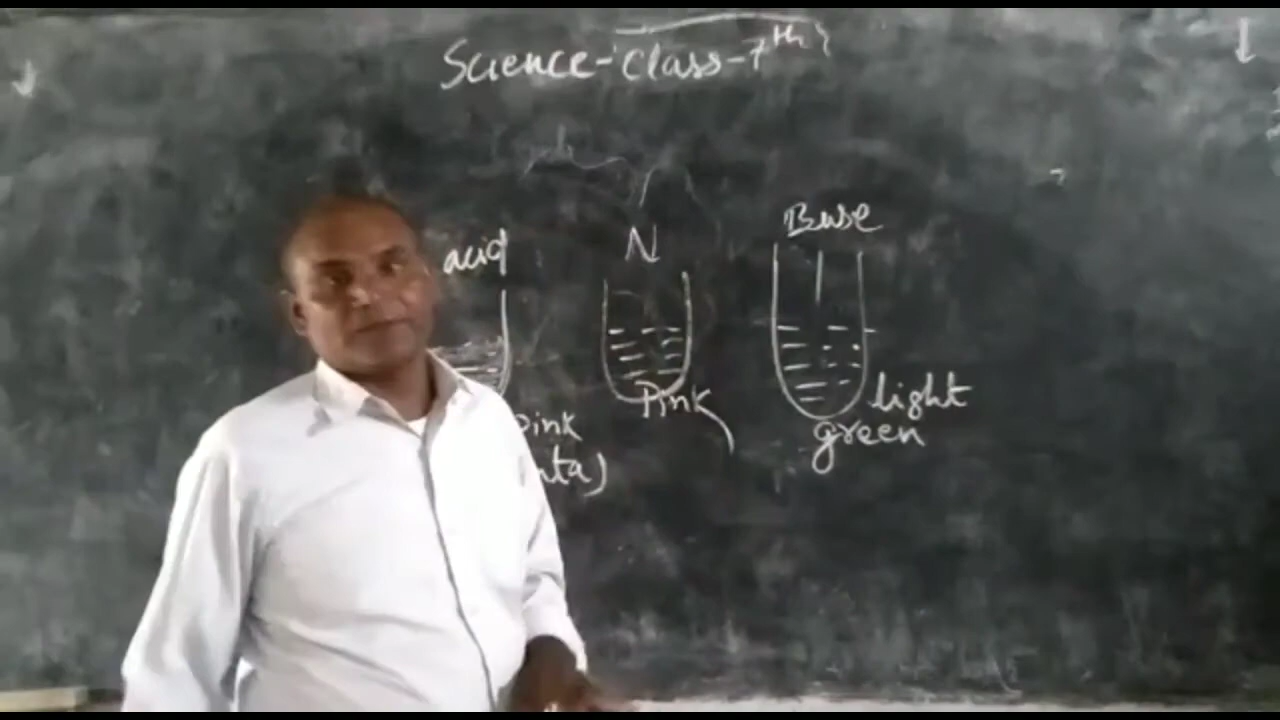 Science-Class-7th
acid
N
Base
Pink
light
green
pink